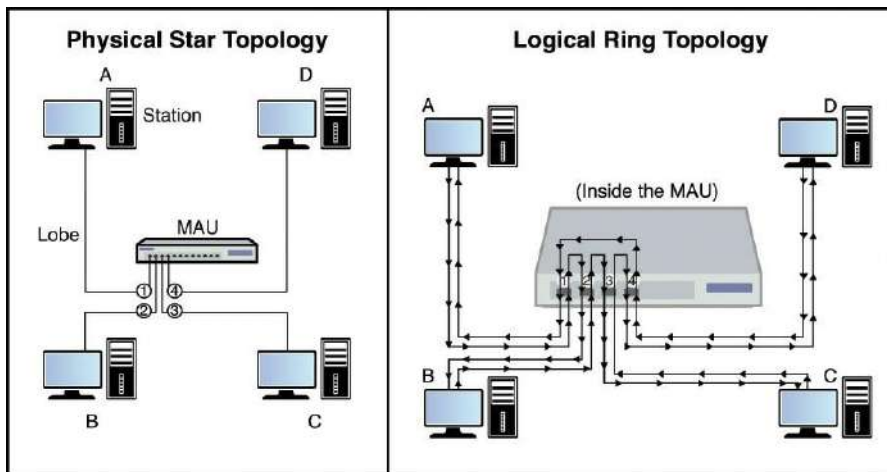 Physical Star Topology
A
D
Station
Lobe
MAU
1
4
2
3
B
C
Logical Ring Topology
A
D
(Inside the MAU)
1
2
3
4
B
C